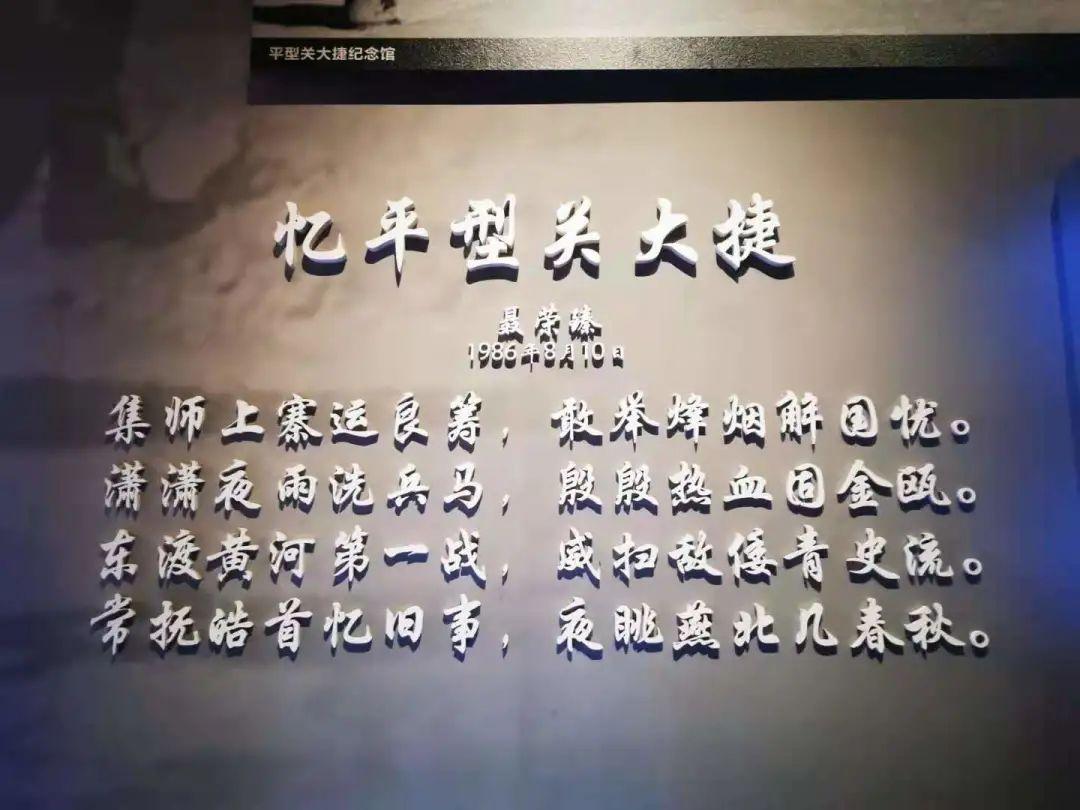 平型关大捷纪念馆
忆平型关大捷
聂荣臻
1986年8月10日
集师上寨运良筹，敢举烽烟解国忧。
潇潇夜雨洗兵马，殷殷热血固金瓯。
东渡黄河第一战，威扫敌倭青史流。
常抚皓首忆旧事，夜眺燕北几春秋。